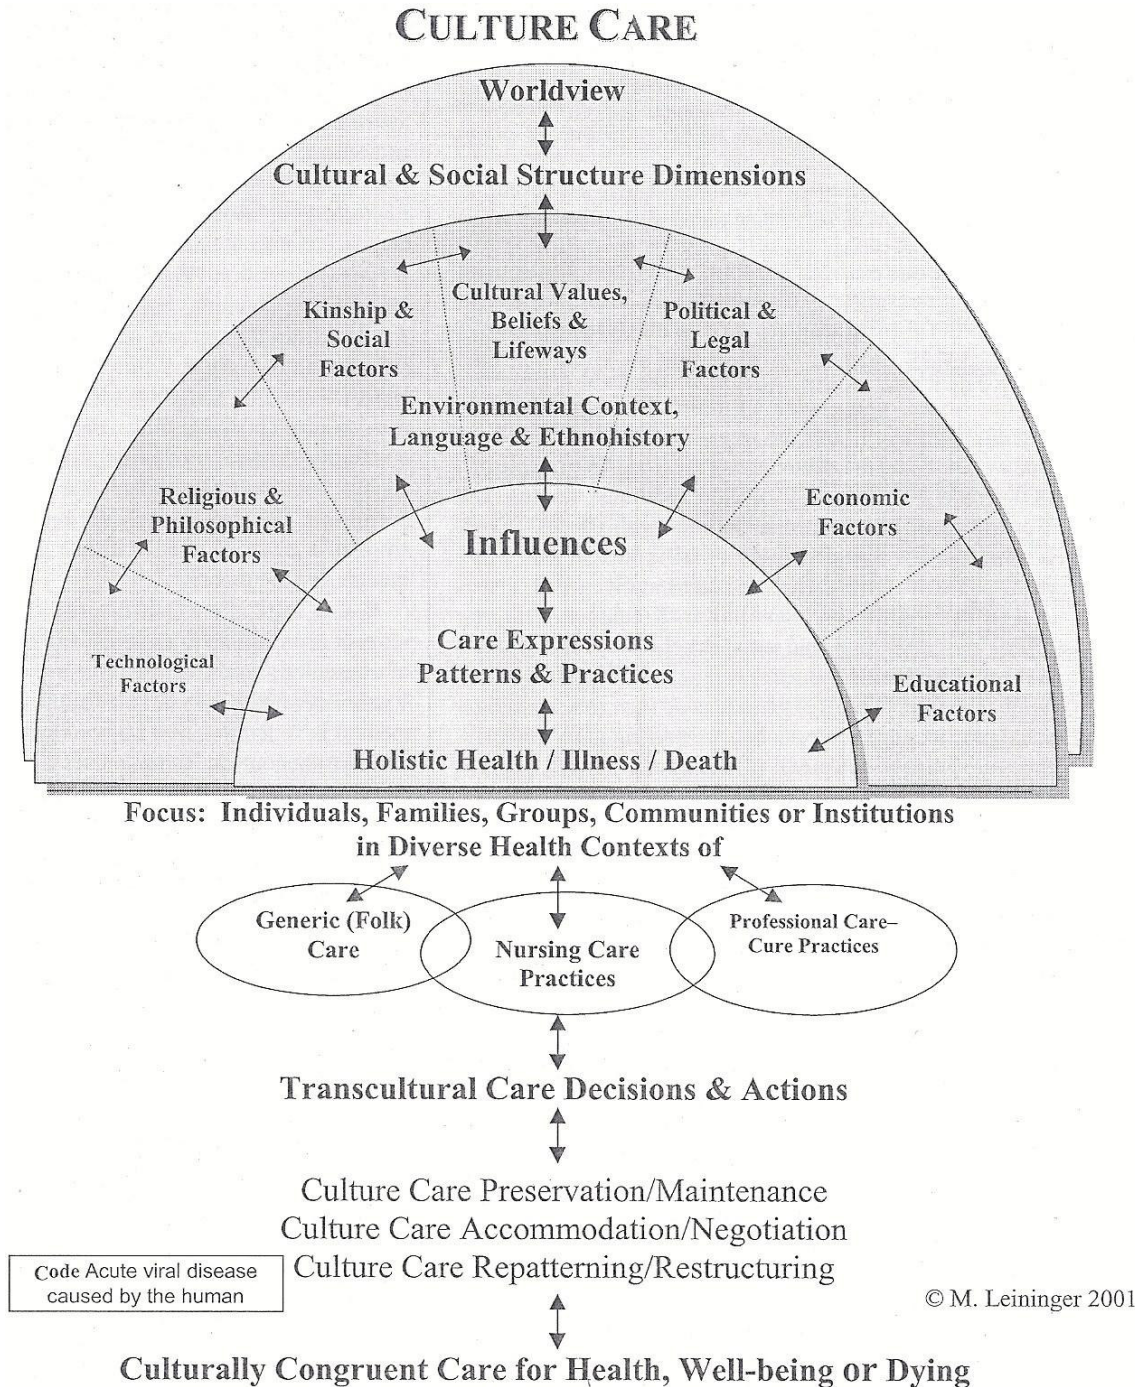 CULTURE CARE
Worldview
Cultural & Social Structure Dimensions
Kinship &
Social
Factors
Cultural Values,
Beliefs &
Lifeways
Political &
Legal
Factors
Environmental Context,
Language & Ethnohistory
Religious &
Philosophical
Factors
Economic
Factors
Technological
Factors
Educational
Factors
Influences
Care Expressions
Patterns & Practices
Holistic Health / Illness / Death
Focus: Individuals, Families, Groups, Communities or Institutions
in Diverse Health Contexts of
Generic (Folk)
Care
Nursing Care
Practices
Professional Care–
Cure Practices
Transcultural Care Decisions & Actions
Culture Care Preservation/Maintenance
Culture Care Accommodation/Negotiation
Culture Care Repatterning/Restructuring
Code Acute viral disease
caused by the human
© M. Leininger 2001
Culturally Congruent Care for Health, Well-being or Dying